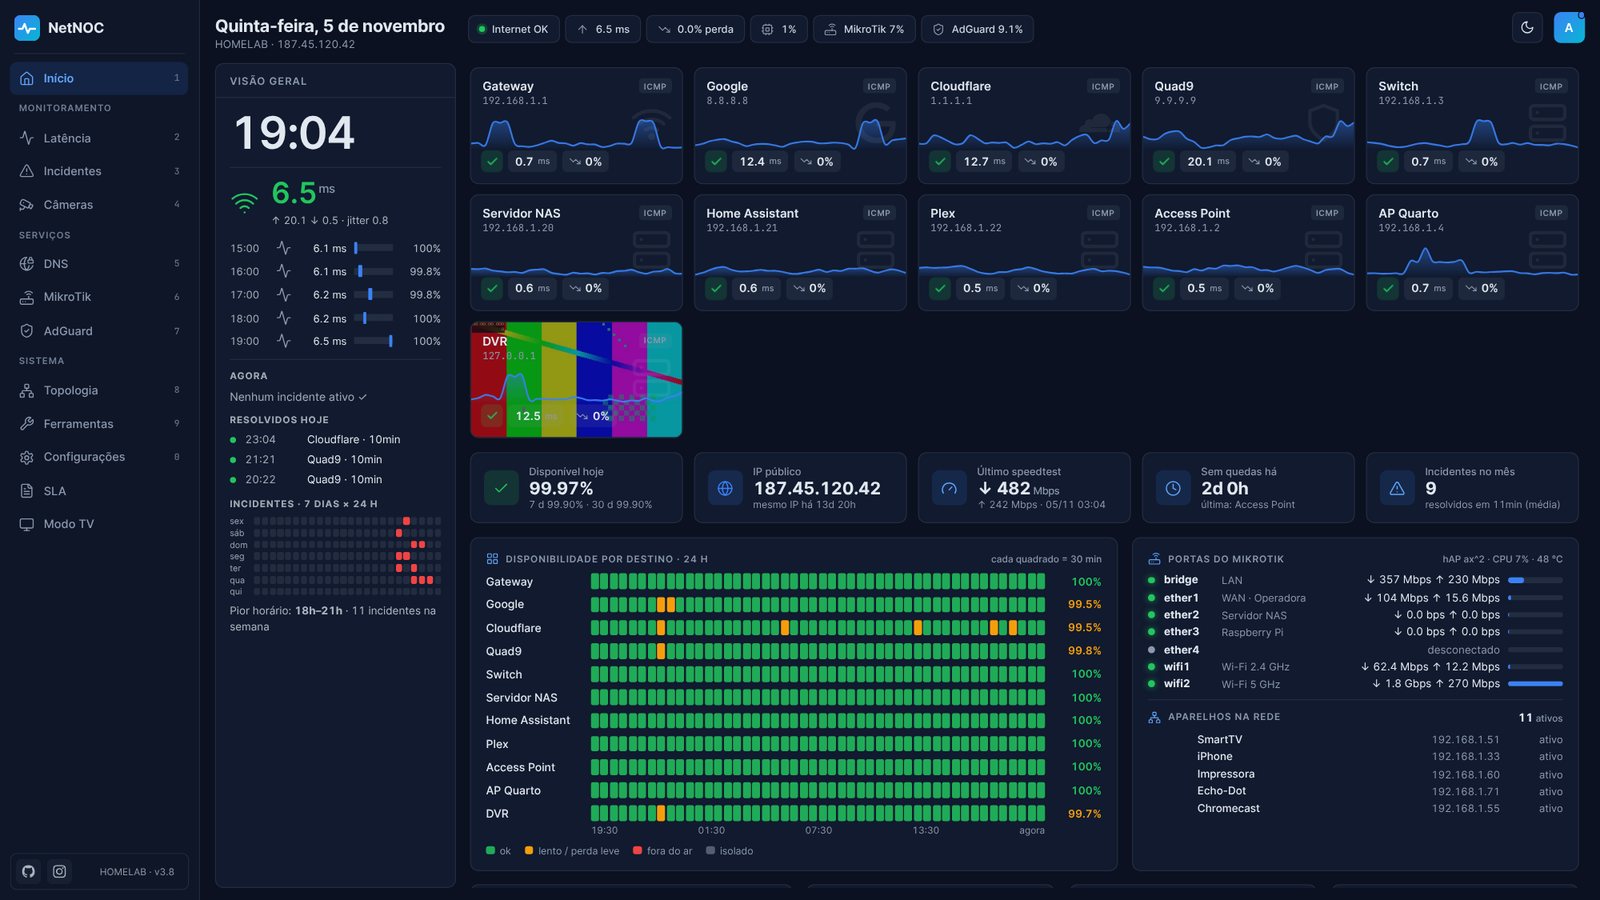 NetNOC
Início 1
MONITORAMENTO
Latência 2
Incidentes 3
Câmeras 4
SERVIÇOS
DNS 5
MikroTik 6
AdGuard 7
SISTEMA
Topologia 8
Ferramentas 9
Configurações 0
SLA
Modo TV
HOMELAB · v3.8
Quinta-feira, 5 de novembro
HOMELAB · 187.45.120.42
Internet OK
↑ 6.5 ms
0.0% perda
1%
MikroTik 7%
AdGuard 9.1%
A
VISÃO GERAL
19:04
6.5 ms
↑ 20.1 ↓ 0.5 · jitter 0.8
15:00 6.1 ms 100%
16:00 6.1 ms 99.8%
17:00 6.2 ms 99.8%
18:00 6.2 ms 100%
19:00 6.5 ms 100%
AGORA
Nenhum incidente ativo ✓
RESOLVIDOS HOJE
23:04 Cloudflare · 10min
21:21 Quad9 · 10min
20:22 Quad9 · 10min
INCIDENTES · 7 DIAS × 24 H
sex
sáb
dom
seg
ter
qua
qui
Pior horário: 18h–21h · 11 incidentes na
semana
Gateway ICMP
192.168.1.1
0.7 ms 0%
Google ICMP
8.8.8.8
12.4 ms 0%
Cloudflare ICMP
1.1.1.1
12.7 ms 0%
Quad9 ICMP
9.9.9.9
20.1 ms 0%
Switch ICMP
192.168.1.3
0.7 ms 0%
Servidor NAS ICMP
192.168.1.20
0.6 ms 0%
Home Assistant ICMP
192.168.1.21
0.6 ms 0%
Plex ICMP
192.168.1.22
0.5 ms 0%
Access Point ICMP
192.168.1.2
0.5 ms 0%
AP Quarto ICMP
192.168.1.4
0.7 ms 0%
DVR ICMP
127.0.0.1
12.5 ms 0%
Disponível hoje
99.97%
7 d 99.90% · 30 d 99.90%
IP público
187.45.120.42
mesmo IP há 13d 20h
Último speedtest
↓ 482 Mbps
↑ 242 Mbps · 05/11 03:04
Sem quedas há
2d 0h
última: Access Point
Incidentes no mês
9
resolvidos em 11min (média)
DISPONIBILIDADE POR DESTINO · 24 H cada quadrado = 30 min
Gateway 100%
Google 99.5%
Cloudflare 99.5%
Quad9 99.8%
Switch 100%
Servidor NAS 100%
Home Assistant 100%
Plex 100%
Access Point 100%
AP Quarto 100%
DVR 99.7%
19:30 01:30 07:30 13:30 agora
ok lento / perda leve fora do ar isolado
PORTAS DO MIKROTIK hAP ax^2 · CPU 7% · 48 °C
bridge LAN ↓ 357 Mbps ↑ 230 Mbps
ether1 WAN · Operadora ↓ 104 Mbps ↑ 15.6 Mbps
ether2 Servidor NAS ↓ 0.0 bps ↑ 0.0 bps
ether3 Raspberry Pi ↓ 0.0 bps ↑ 0.0 bps
ether4 desconectado
wifi1 Wi-Fi 2.4 GHz ↓ 62.4 Mbps ↑ 12.2 Mbps
wifi2 Wi-Fi 5 GHz ↓ 1.8 Gbps ↑ 270 Mbps
APARELHOS NA REDE 11 ativos
SmartTV 192.168.1.51 ativo
iPhone 192.168.1.33 ativo
Impressora 192.168.1.60 ativo
Echo-Dot 192.168.1.71 ativo
Chromecast 192.168.1.55 ativo